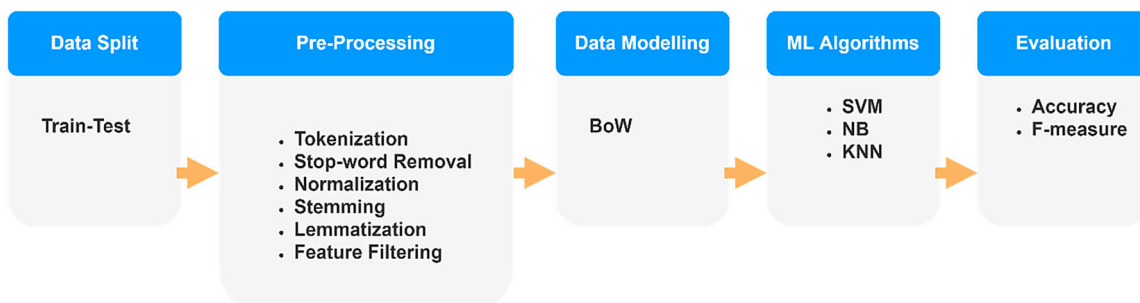 Data Split
Train-Test
Pre-Processing
• Tokenization
• Stop-word Removal
• Normalization
• Stemming
• Lemmatization
• Feature Filtering
Data Modelling
BoW
ML Algorithms
• SVM
• NB
• KNN
Evaluation
• Accuracy
• F-measure